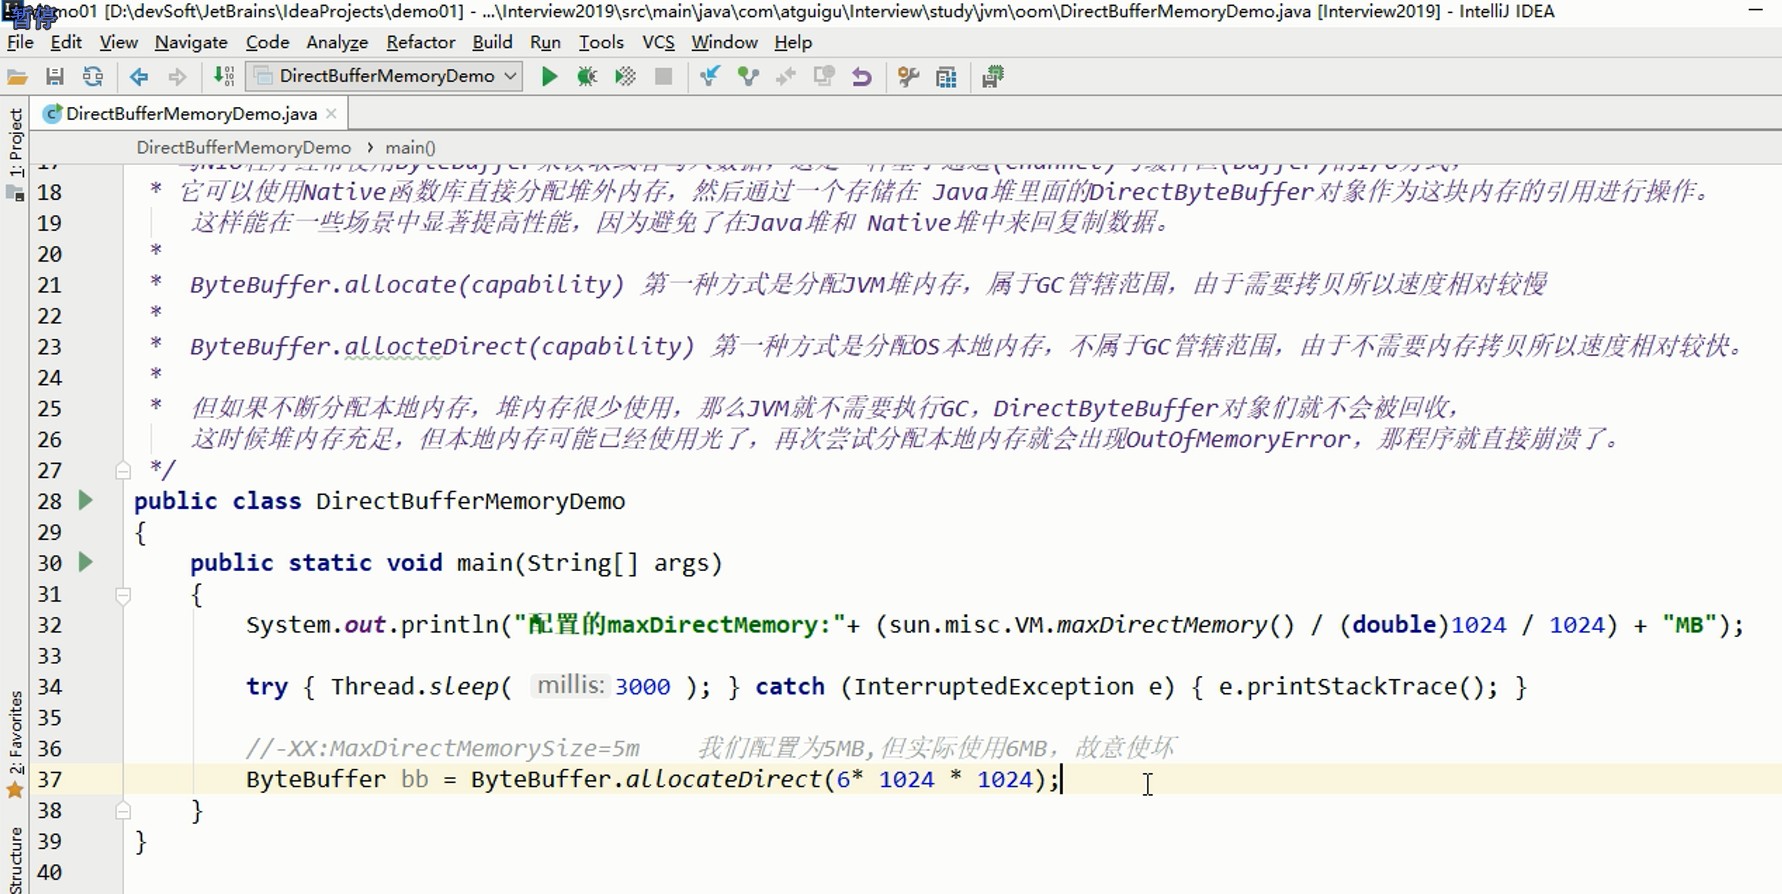 暂停
demo01 [D:\devSoft\JetBrains\IdeaProjects\demo01] - ...\Interview2019\src\main\java\com\atguigu\Interview\study\jvm\oom\DirectBufferMemoryDemo.java [Interview2019] - IntelliJ IDEA
File Edit View Navigate Code Analyze Refactor Build Run Tools VCS Window Help
DirectBufferMemoryDemo
DirectBufferMemoryDemo.java
DirectBufferMemoryDemo › main()
1: Project
2: Favorites
Structure
18 * 它可以使用Native函数库直接分配堆外内存，然后通过一个存储在 Java堆里面的DirectByteBuffer对象作为这块内存的引用进行操作。
19 这样能在一些场景中显著提高性能，因为避免了在Java堆和 Native堆中来回复制数据。
20 *
21 * ByteBuffer.allocate(capability) 第一种方式是分配JVM堆内存，属于GC管辖范围，由于需要拷贝所以速度相对较慢
22 *
23 * ByteBuffer.allocteDirect(capability) 第一种方式是分配OS本地内存，不属于GC管辖范围，由于不需要内存拷贝所以速度相对较快。
24 *
25 * 但如果不断分配本地内存，堆内存很少使用，那么JVM就不需要执行GC，DirectByteBuffer对象们就不会被回收，
26 这时候堆内存充足，但本地内存可能已经使用光了，再次尝试分配本地内存就会出现OutOfMemoryError，那程序就直接崩溃了。
27 */
28 public class DirectBufferMemoryDemo
29 {
30 public static void main(String[] args)
31 {
32 System.out.println("配置的maxDirectMemory:"+ (sun.misc.VM.maxDirectMemory() / (double)1024 / 1024) + "MB");
33
34 try { Thread.sleep( millis: 3000 ); } catch (InterruptedException e) { e.printStackTrace(); }
35
36 //-XX:MaxDirectMemorySize=5m 我们配置为5MB,但实际使用6MB，故意使坏
37 ByteBuffer bb = ByteBuffer.allocateDirect(6* 1024 * 1024);
38 }
39 }
40